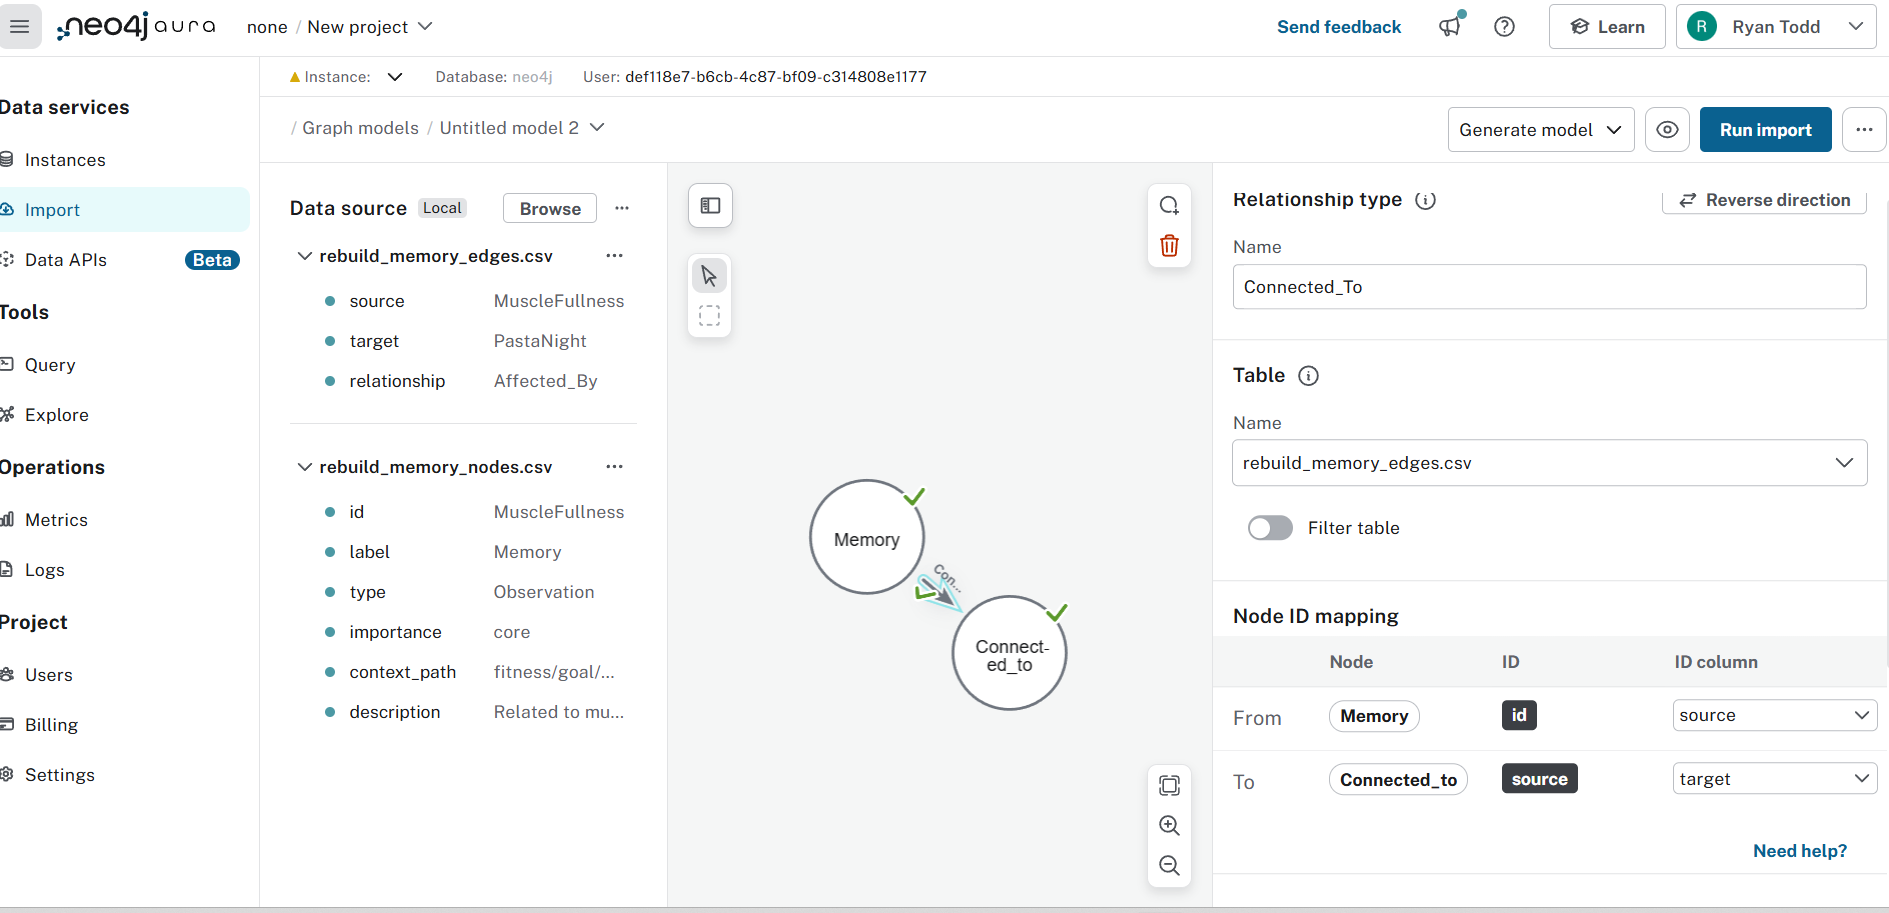 neo4j aura
none / New project
Send feedback
Learn
R Ryan Todd
Instance:
Database: neo4j
User: def118e7-b6cb-4c87-bf09-c314808e1177
Data services
Instances
Import
Data APIs Beta
Tools
Query
Explore
Operations
Metrics
Logs
Project
Users
Billing
Settings
/ Graph models / Untitled model 2
Generate model
Run import
Data source Local Browse
rebuild_memory_edges.csv
source MuscleFullness
target PastaNight
relationship Affected_By
rebuild_memory_nodes.csv
id MuscleFullness
label Memory
type Observation
importance core
context_path fitness/goal/...
description Related to mu...
Memory
Con...
Connect-
ed_to
Relationship type
Reverse direction
Name
Connected_To
Table
Name
rebuild_memory_edges.csv
Filter table
Node ID mapping
Node ID ID column
From Memory id source
To Connected_to source target
Need help?